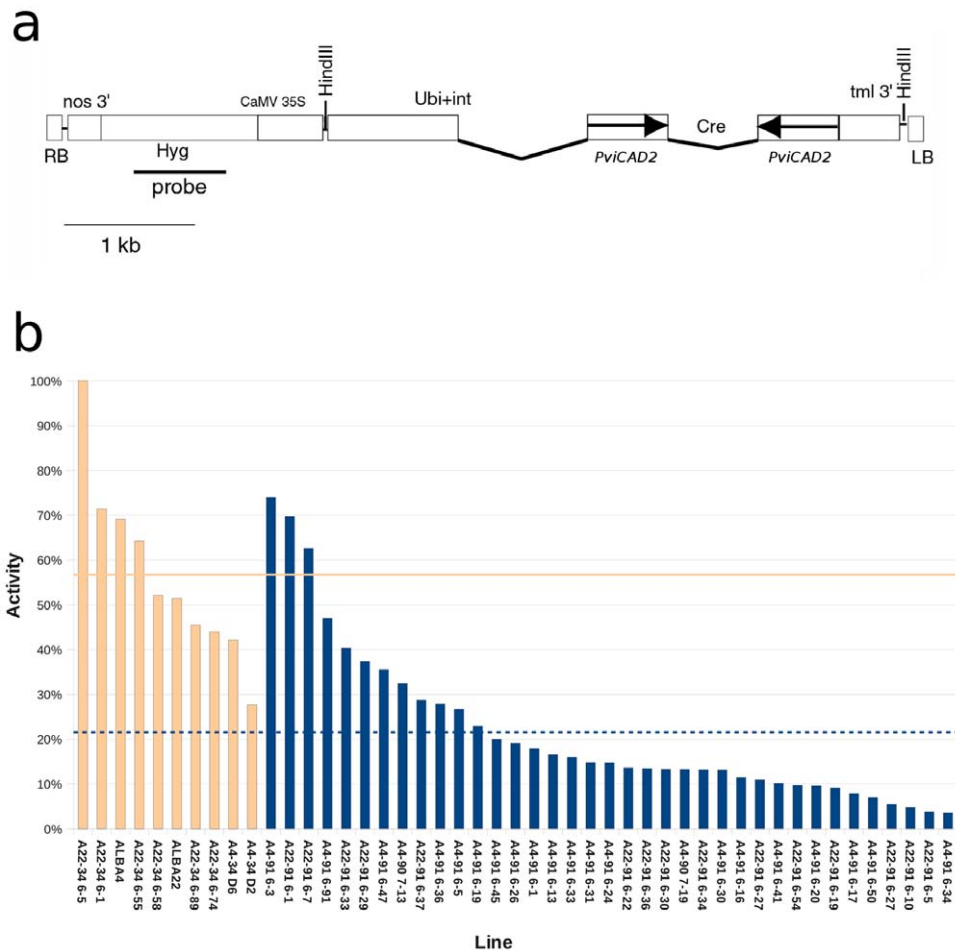 a
HindIII
HindIII
nos 3'
CaMV 35S
Ubi+int
tml 3'
Cre
RB
Hyg
PviCAD2
PviCAD2
LB
probe
1 kb
b
100%
90%
80%
70%
60%
50%
40%
30%
20%
10%
0%
Activity
A22-34 6-5
A22-34 6-1
ALBA4
A22-34 6-55
A22-34 6-58
ALBA22
A22-34 6-89
A22-34 6-74
A4-34 D6
A4-34 D2
A4-91 6-3
A22-91 6-1
A22-91 6-7
A4-91 6-91
A22-91 6-33
A22-91 6-29
A4-91 6-47
A4-90 7-13
A22-91 6-37
A4-91 6-36
A4-91 6-5
A4-91 6-19
A4-91 6-45
A22-91 6-26
A4-91 6-1
A4-91 6-13
A4-91 6-33
A4-91 6-31
A4-91 6-24
A22-91 6-22
A22-91 6-36
A22-91 6-30
A4-90 7-19
A22-91 6-34
A4-91 6-30
A4-91 6-16
A22-91 6-27
A4-91 6-41
A22-91 6-54
A4-91 6-20
A22-91 6-19
A4-91 6-17
A4-91 6-50
A4-91 6-27
A22-91 6-10
A22-91 6-5
A4-91 6-34
Line